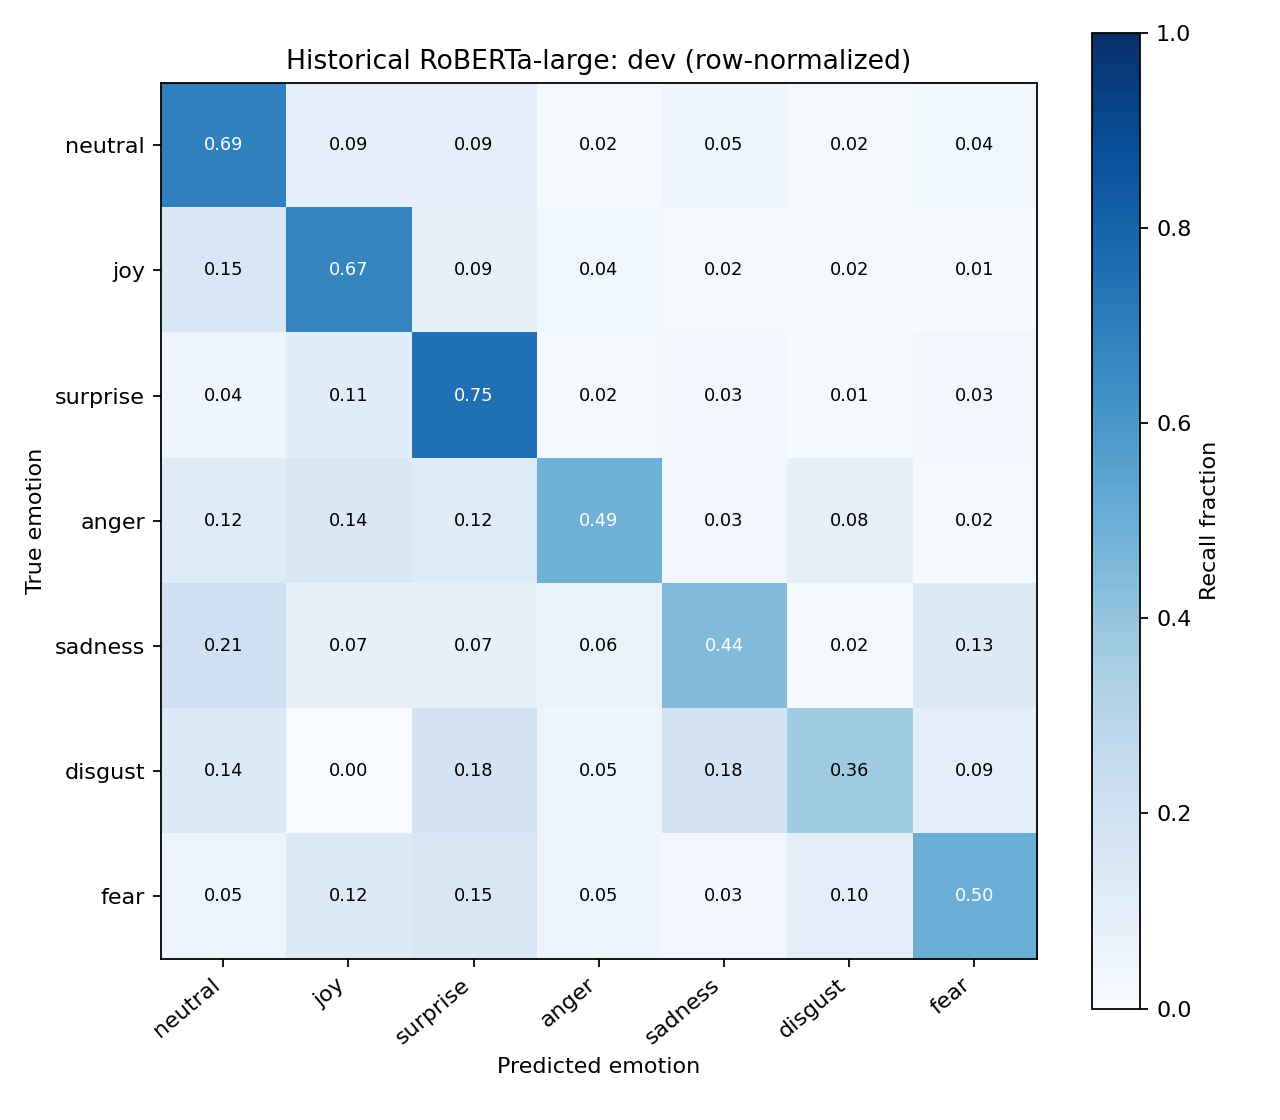 Historical RoBERTa-large: dev (row-normalized)
neutral 0.69 0.09 0.09 0.02 0.05 0.02 0.04
joy 0.15 0.67 0.09 0.04 0.02 0.02 0.01
surprise 0.04 0.11 0.75 0.02 0.03 0.01 0.03
anger 0.12 0.14 0.12 0.49 0.03 0.08 0.02
sadness 0.21 0.07 0.07 0.06 0.44 0.02 0.13
disgust 0.14 0.00 0.18 0.05 0.18 0.36 0.09
fear 0.05 0.12 0.15 0.05 0.03 0.10 0.50
neutral joy surprise anger sadness disgust fear
Predicted emotion
True emotion
1.0
0.8
0.6
0.4
0.2
0.0
Recall fraction